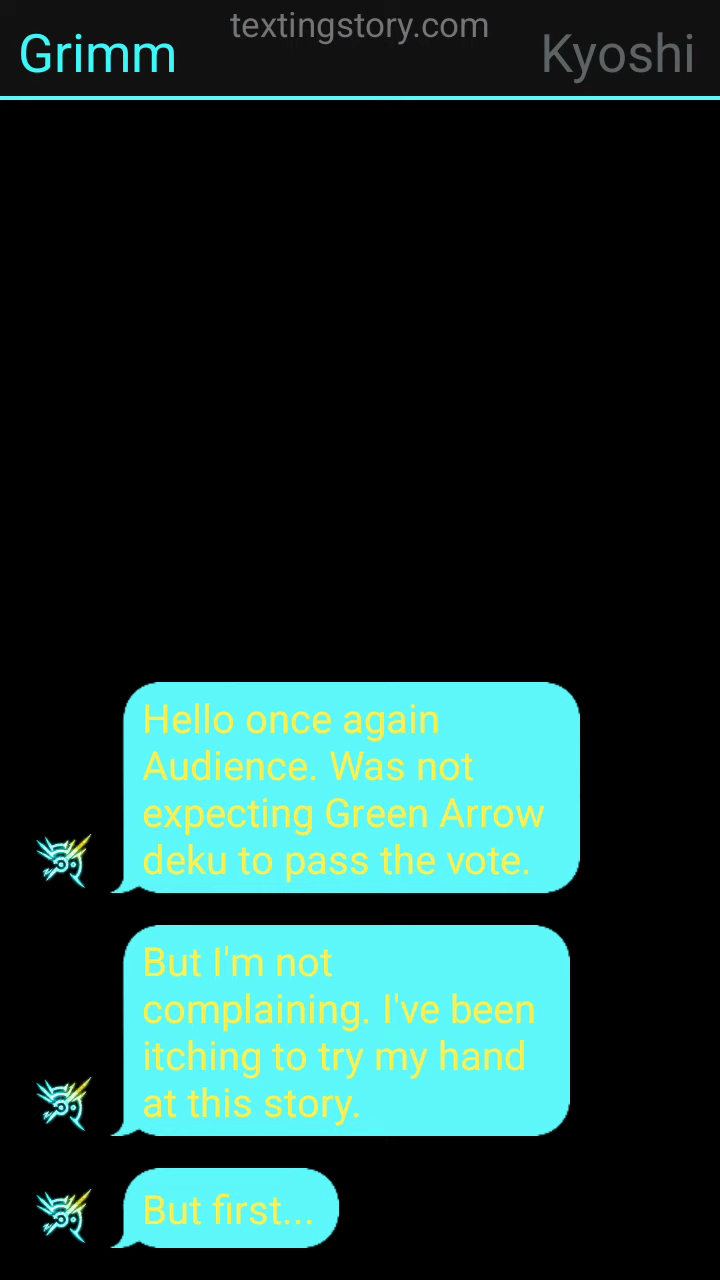 textingstory.com
Grimm
Kyoshi
Hello once again
Audience. Was not
expecting Green Arrow
deku to pass the vote.
But I'm not
complaining. I've been
itching to try my hand
at this story.
But first...